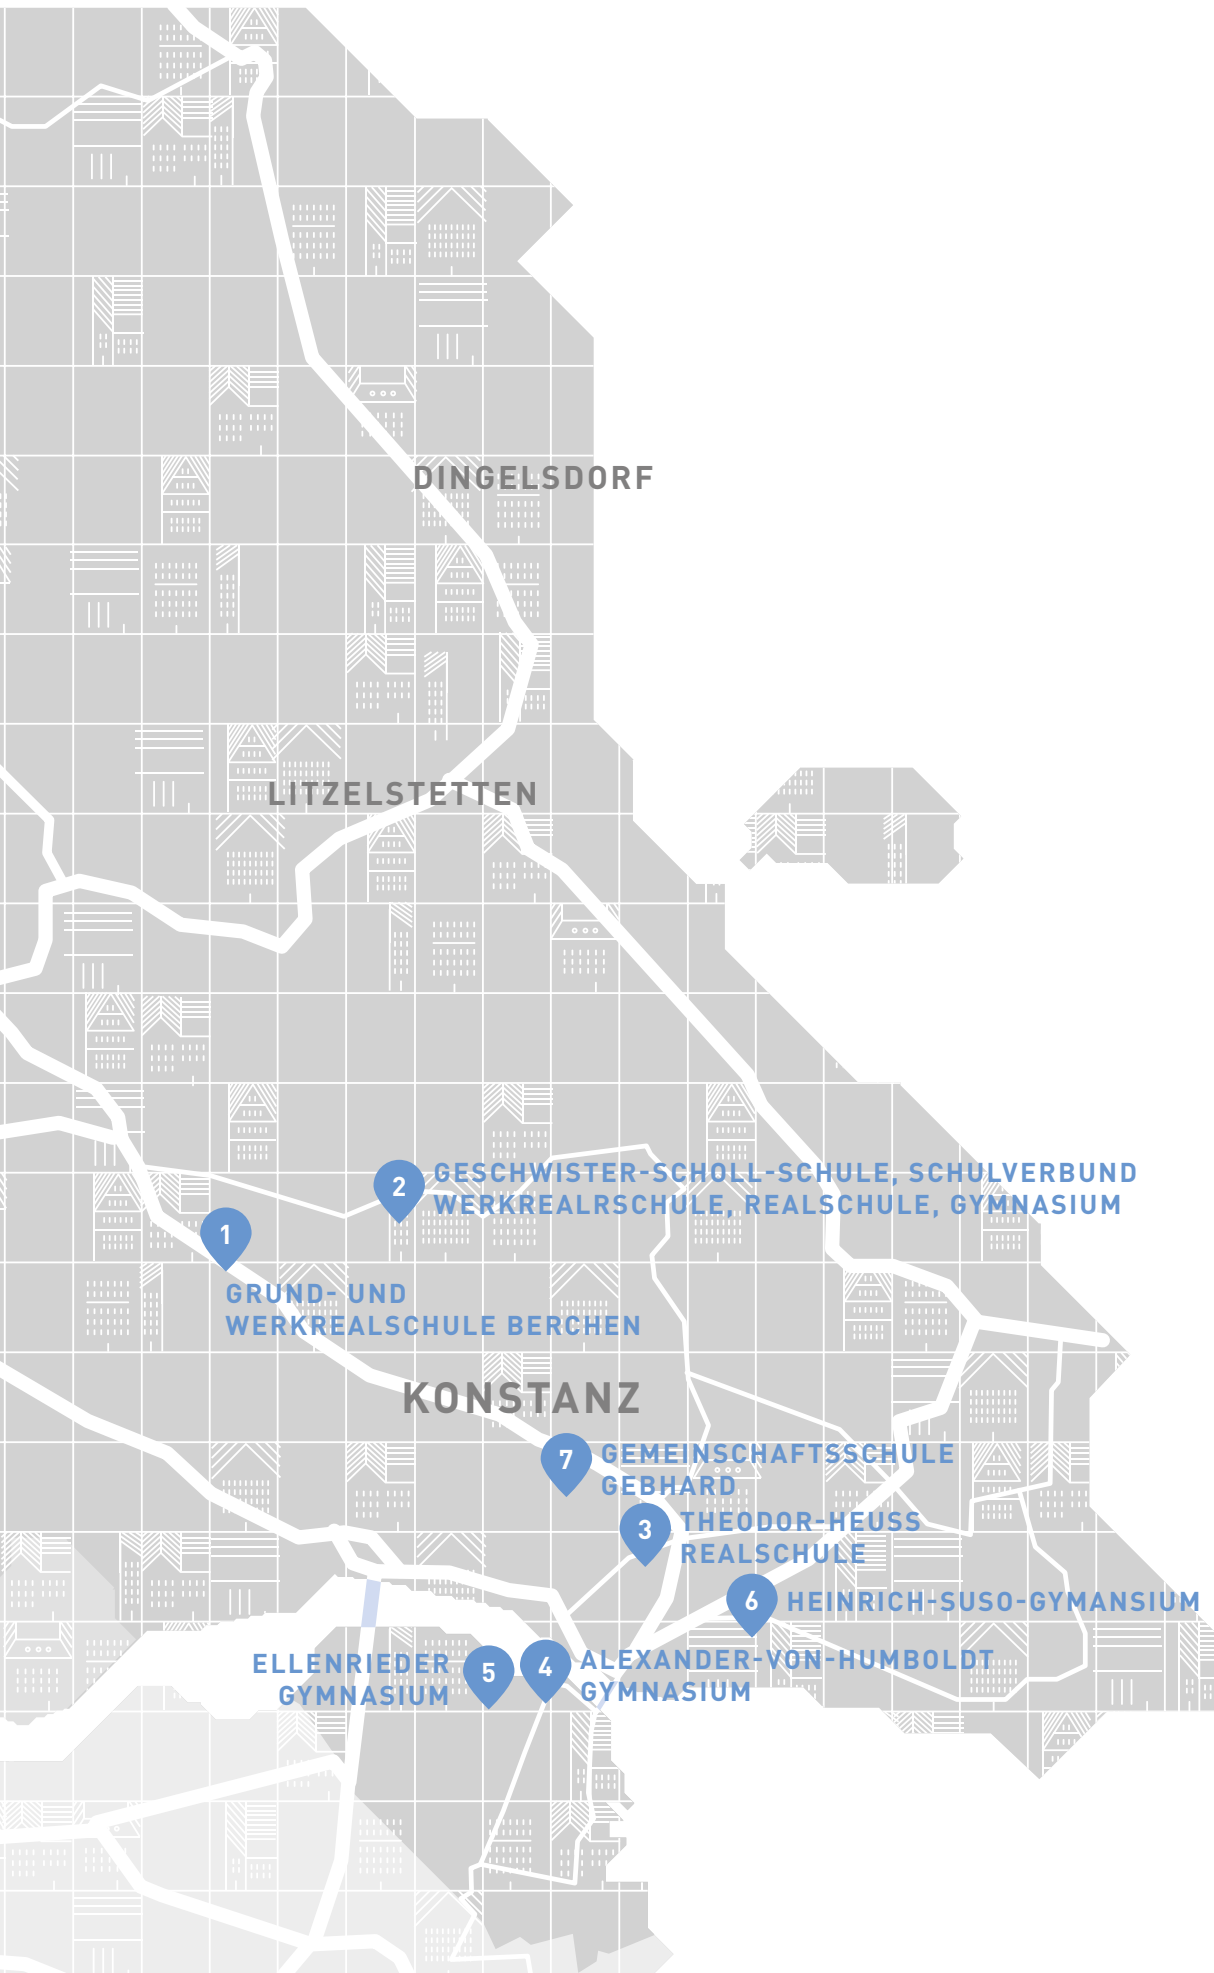 DINGELSDORF
LITZELSTETTEN
2
GESCHWISTER-SCHOLL-SCHULE, SCHULVERBUND
WERKREALRSCHULE, REALSCHULE, GYMNASIUM
1
GRUND- UND
WERKREALSCHULE BERCHEN
KONSTANZ
7
GEMEINSCHAFTSSCHULE
GEBHARD
3
THEODOR-HEUSS
REALSCHULE
6
HEINRICH-SUSO-GYMANSIUM
ELLENRIEDER
GYMNASIUM
5
4
ALEXANDER-VON-HUMBOLDT
GYMNASIUM